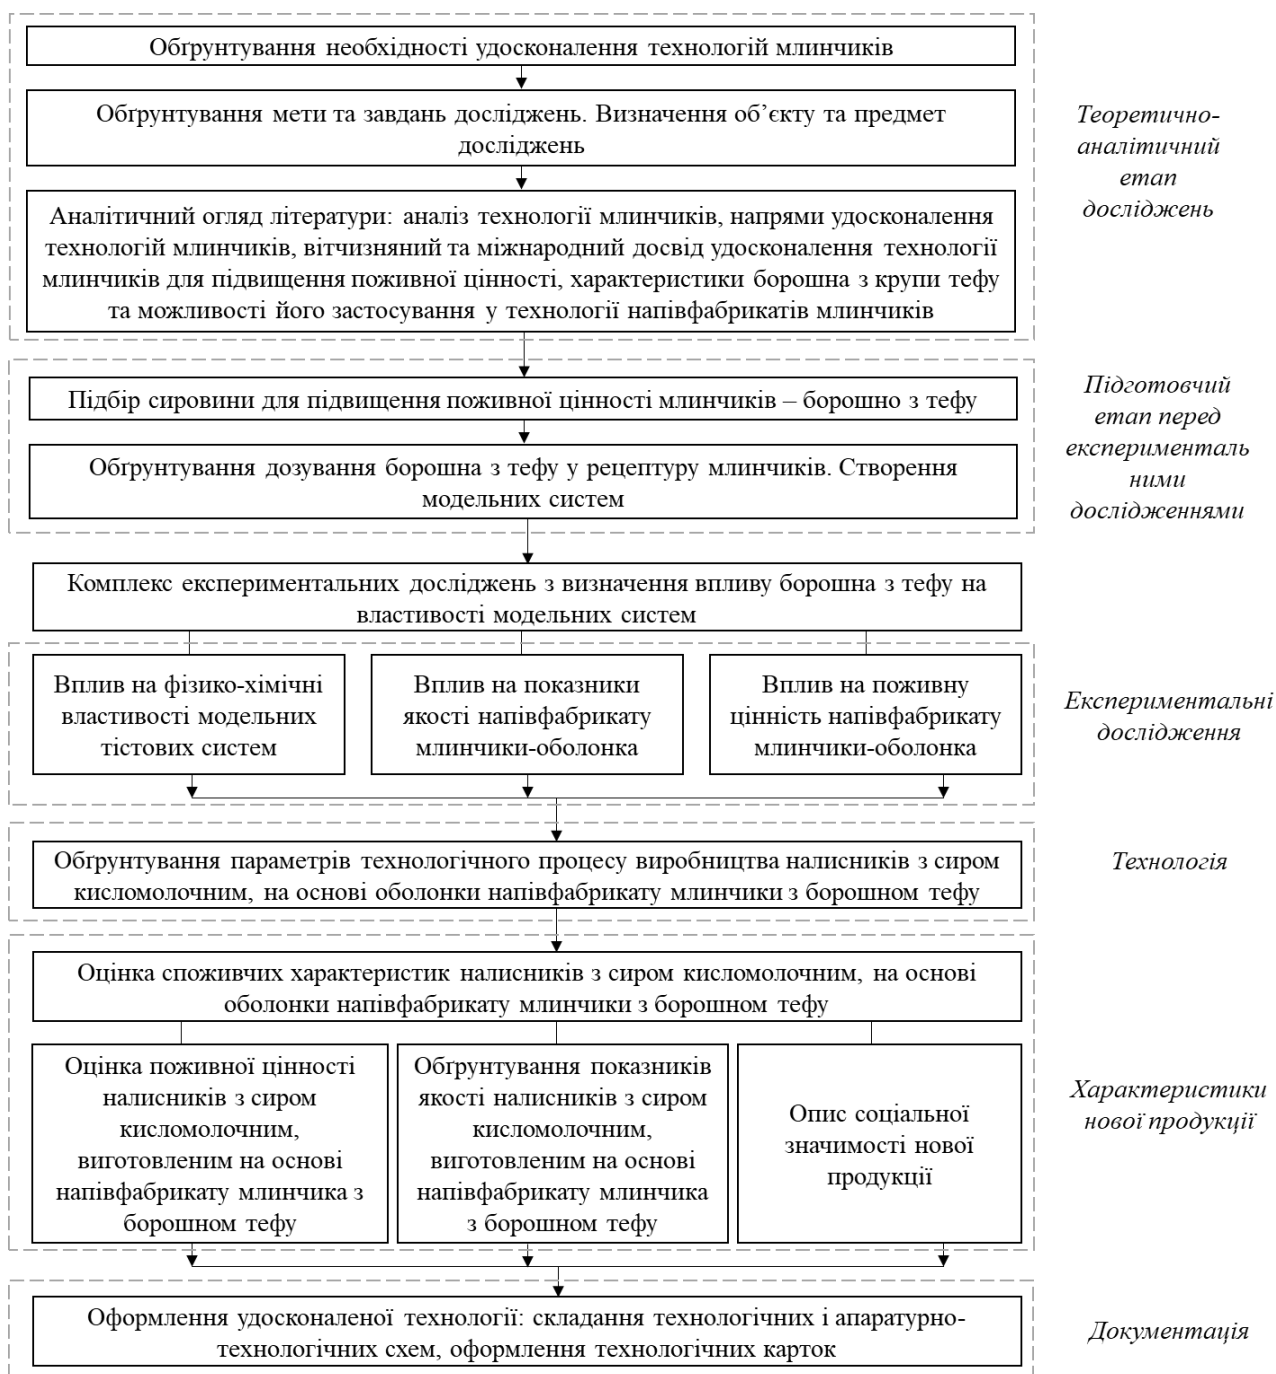 Обґрунтування необхідності удосконалення технологій млинчиків
Обґрунтування мети та завдань досліджень. Визначення об’єкту та предмет
досліджень
Аналітичний огляд літератури: аналіз технології млинчиків, напрями удосконалення
технологій млинчиків, вітчизняний та міжнародний досвід удосконалення технології
млинчиків для підвищення поживної цінності, характеристики борошна з крупи тефу
та можливості його застосування у технології напівфабрикатів млинчиків
Теоретично-
аналітичний
етап
досліджень
Підбір сировини для підвищення поживної цінності млинчиків – борошно з тефу
Обґрунтування дозування борошна з тефу у рецептуру млинчиків. Створення
модельних систем
Підготовчий
етап перед
експерименталь
ними
дослідженнями
Комплекс експериментальних досліджень з визначення впливу борошна з тефу на
властивості модельних систем
Вплив на фізико-хімічні
властивості модельних
тістових систем
Вплив на показники
якості напівфабрикату
млинчики-оболонка
Вплив на поживну
цінність напівфабрикату
млинчики-оболонка
Експериментальні
дослідження
Обґрунтування параметрів технологічного процесу виробництва налисників з сиром
кисломолочним, на основі оболонки напівфабрикату млинчики з борошном тефу
Технологія
Оцінка споживчих характеристик налисників з сиром кисломолочним, на основі
оболонки напівфабрикату млинчики з борошном тефу
Оцінка поживної цінності
налисників з сиром
кисломолочним,
виготовленим на основі
напівфабрикату млинчика з
борошном тефу
Обґрунтування показників
якості налисників з сиром
кисломолочним,
виготовленим на основі
напівфабрикату млинчика
з борошном тефу
Опис соціальної
значимості нової
продукції
Характеристики
нової продукції
Оформлення удосконаленої технології: складання технологічних і апаратурно-
технологічних схем, оформлення технологічних карток
Документація